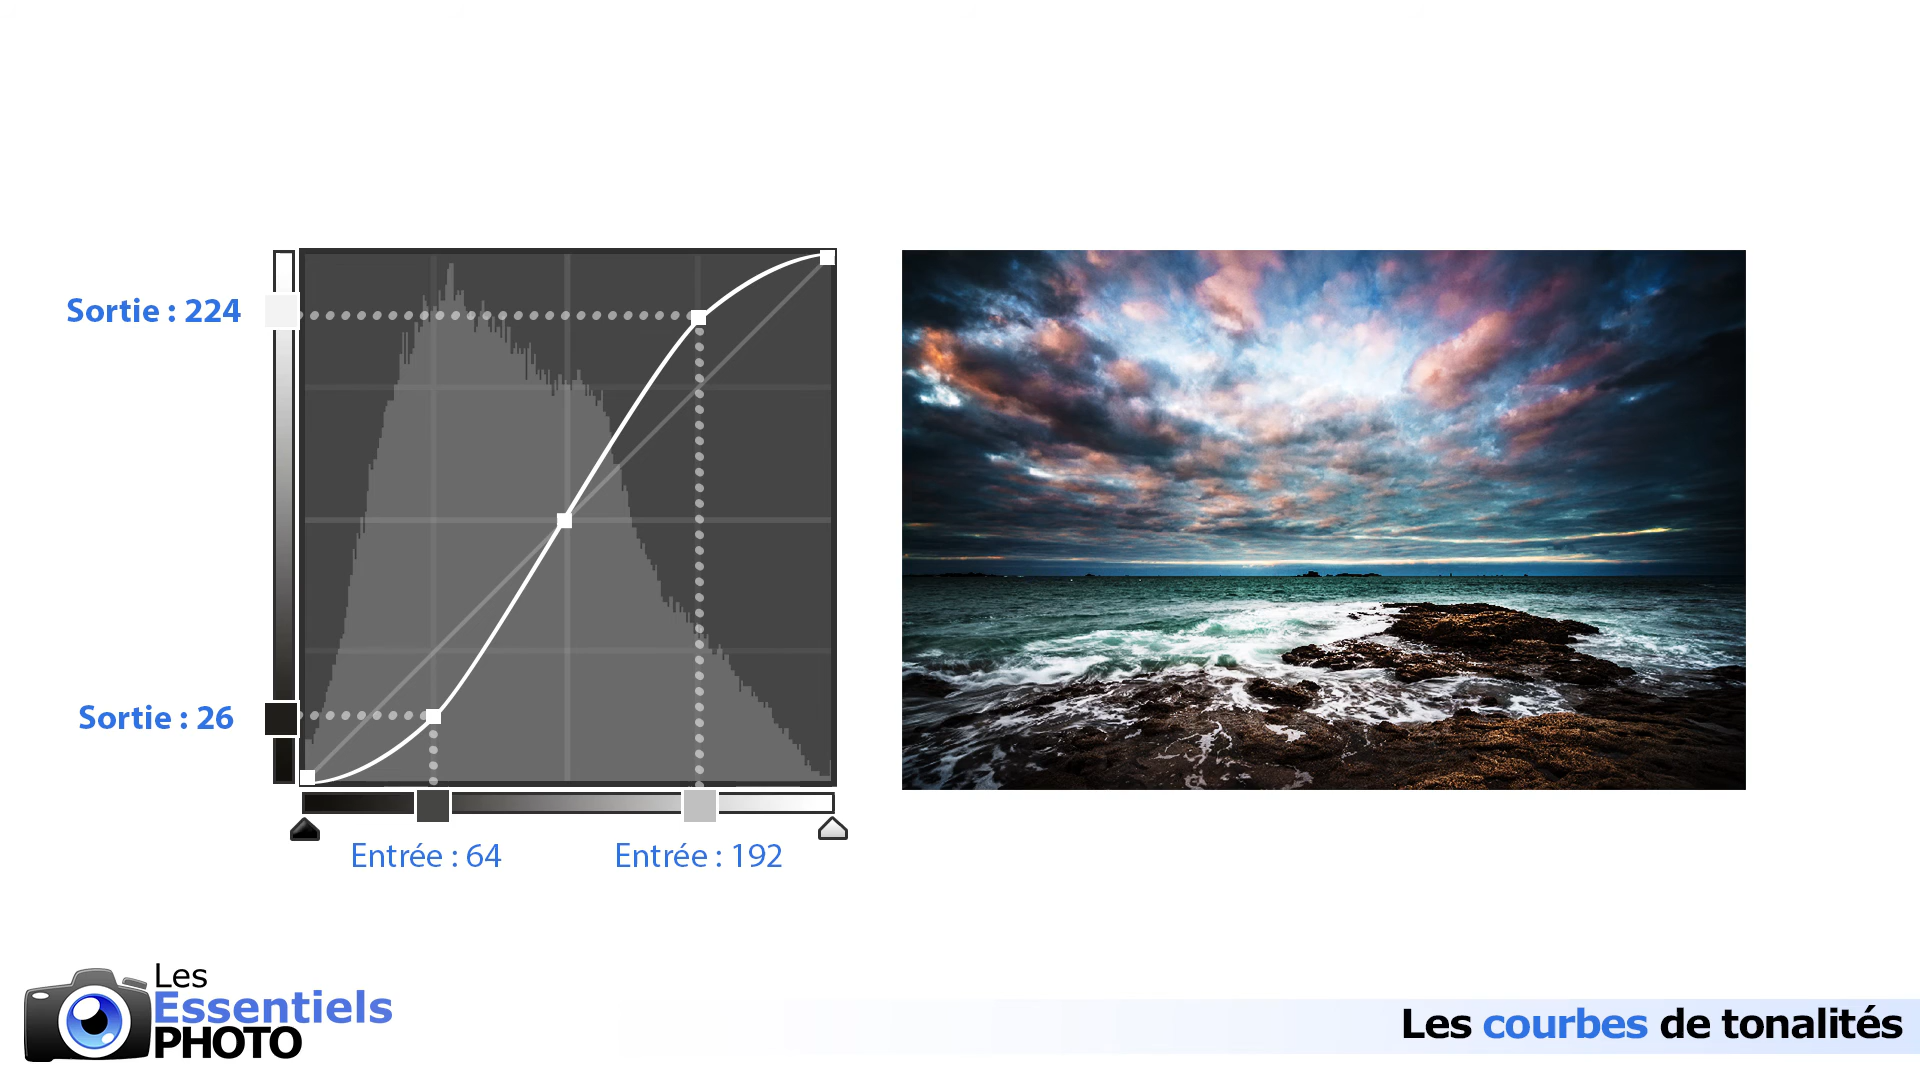 Sortie : 224
Sortie : 26
Entrée : 64
Entrée : 192
Les
Essentiels
PHOTO
Les courbes de tonalités